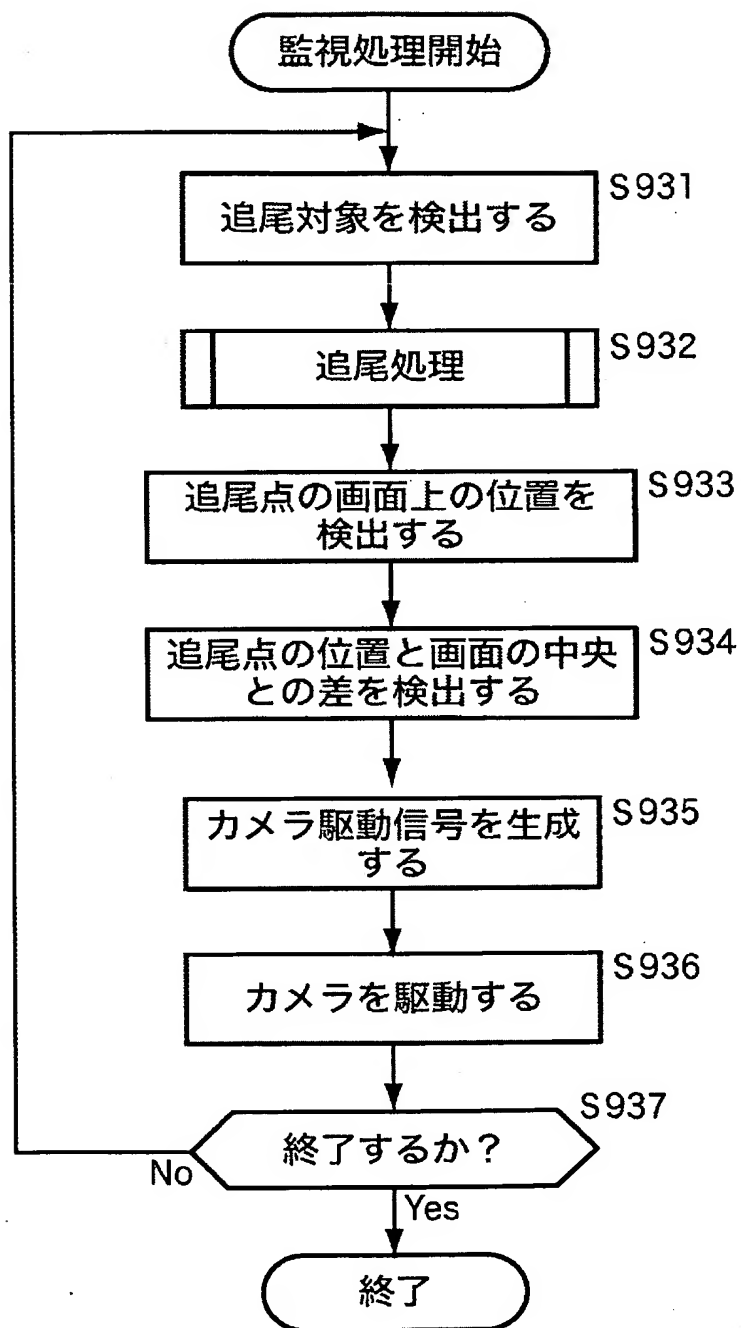 監視処理開始
追尾対象を検出する
S931
追尾処理
S932
追尾点の画面上の位置を
検出する
S933
追尾点の位置と画面の中央
との差を検出する
S934
カメラ駆動信号を生成
する
S935
カメラを駆動する
S936
終了するか？
S937
No
Yes
終了